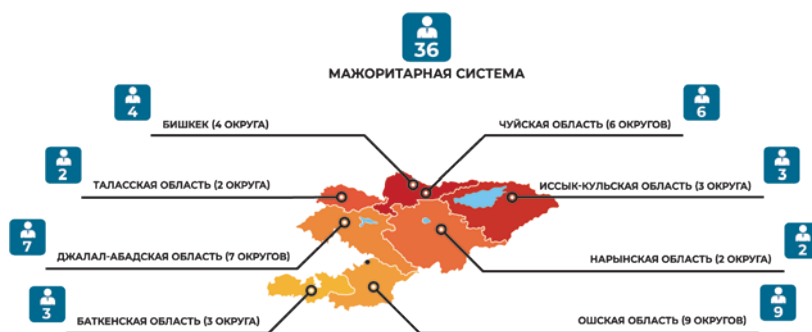 36
МАЖОРИТАРНАЯ СИСТЕМА
4
БИШКЕК (4 ОКРУГА)
ЧУЙСКАЯ ОБЛАСТЬ (6 ОКРУГОВ)
6
2
ТАЛАССКАЯ ОБЛАСТЬ (2 ОКРУГА)
ИССЫК-КУЛЬСКАЯ ОБЛАСТЬ (3 ОКРУГА)
3
7
ДЖАЛАЛ-АБАДСКАЯ ОБЛАСТЬ (7 ОКРУГОВ)
НАРЫНСКАЯ ОБЛАСТЬ (2 ОКРУГА)
2
3
БАТКЕНСКАЯ ОБЛАСТЬ (3 ОКРУГА)
ОШСКАЯ ОБЛАСТЬ (9 ОКРУГОВ)
9